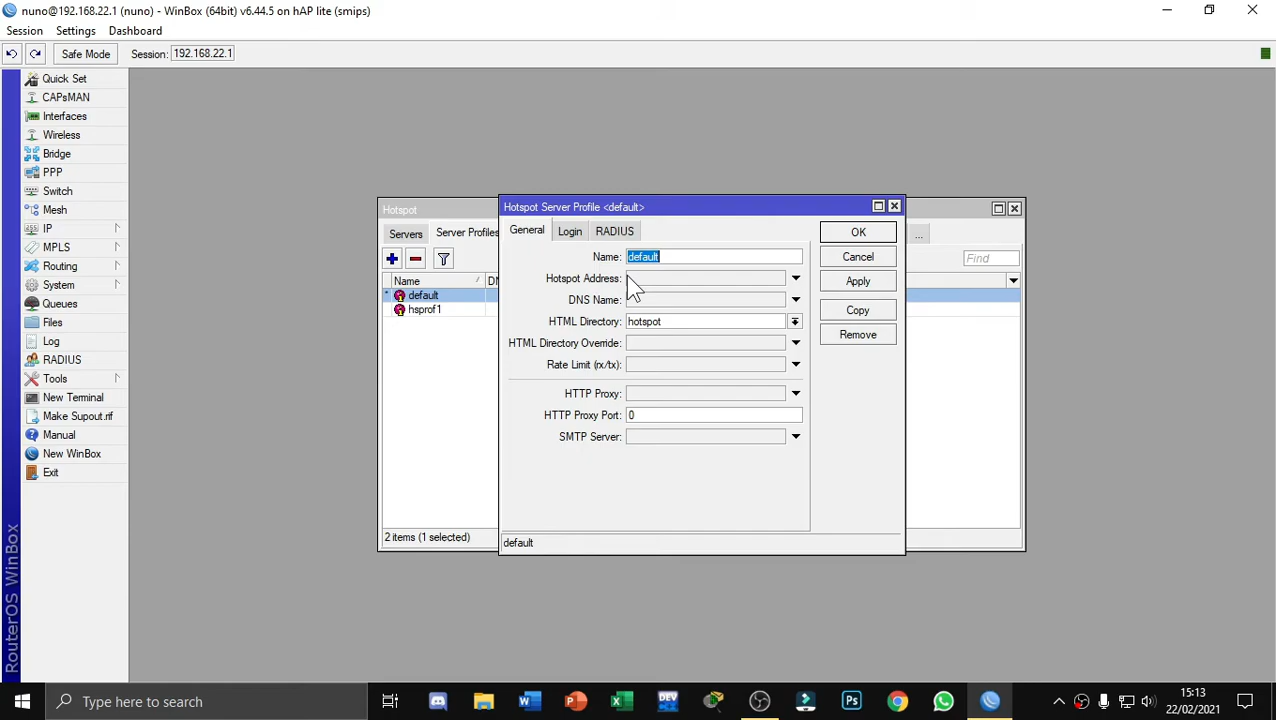 nuno@192.168.22.1 (nuno) - WinBox (64bit) v6.44.5 on hAP lite (smips)
Session Settings Dashboard
Safe Mode Session: 192.168.22.1
Quick Set
CAPsMAN
Interfaces
Wireless
Bridge
PPP
Switch
Mesh
IP
MPLS
Routing
System
Queues
Files
Log
RADIUS
Tools
New Terminal
Make Supout.rif
Manual
New WinBox
Exit
RouterOS WinBox
Hotspot
Servers Server Profiles ...
Find
Name
* default
hsprof1
2 items (1 selected)
Hotspot Server Profile <default>
General Login RADIUS
Name: default
Hotspot Address:
DNS Name:
HTML Directory: hotspot
HTML Directory Override:
Rate Limit (rx/tx):
HTTP Proxy:
HTTP Proxy Port: 0
SMTP Server:
OK
Cancel
Apply
Copy
Remove
default
Type here to search
15:13
22/02/2021